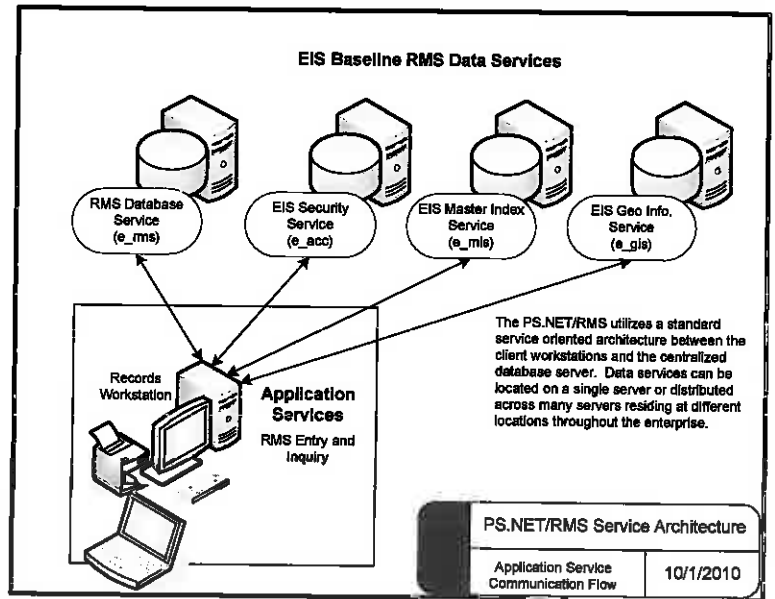 EIS Baseline RMS Data Services
RMS Database
Service
(e_rms)
EIS Security
Service
(e_acc)
EIS Master Index
Service
(e_mis)
EIS Geo Info.
Service
(e_gis)
Records
Workstation
Application
Services
RMS Entry and
Inquiry
The PS.NET/RMS utilizes a standard
service oriented architecture between the
client workstations and the centralized
database server. Data services can be
located on a single server or distributed
across many servers residing at different
locations throughout the enterprise.
PS.NET/RMS Service Architecture
Application Service
Communication Flow
10/1/2010